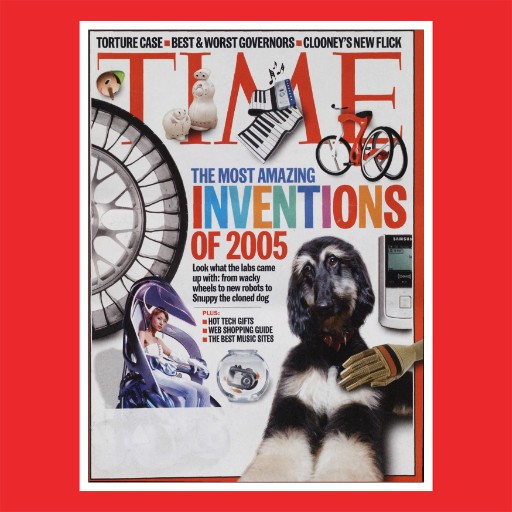 TORTURE CASE ■ BEST & WORST GOVERNORS ■ CLOONEY'S NEW FLICK
TIME
THE MOST AMAZING
INVENTIONS
OF 2005
Look what the labs came
up with: from wacky
wheels to new robots to
Snuppy the cloned dog
PLUS:
■ HOT TECH GIFTS
■ WEB SHOPPING GUIDE
■ THE BEST MUSIC SITES
SAMSUNG